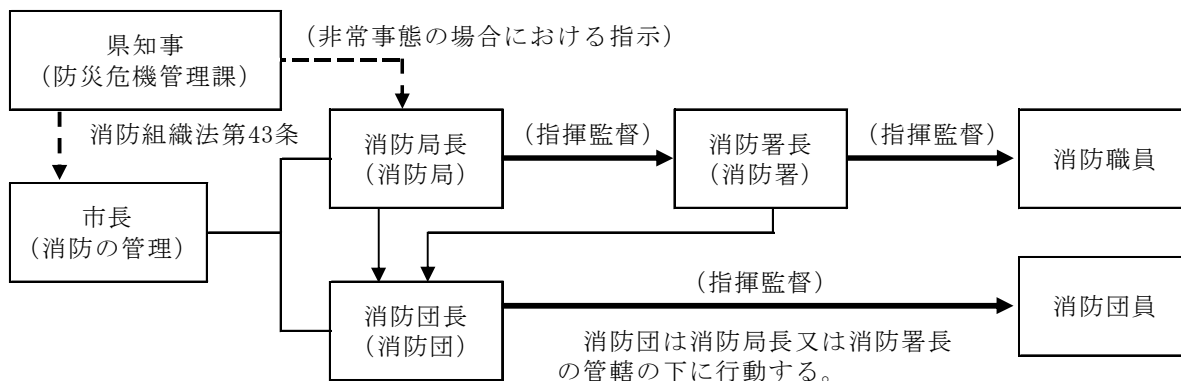 県知事
（防災危機管理課）
（非常事態の場合における指示）
消防組織法第43条
市長
（消防の管理）
消防局長
（消防局）
（指揮監督）
消防署長
（消防署）
（指揮監督）
消防職員
消防団長
（消防団）
（指揮監督）
消防団員
消防団は消防局長又は消防署長
の管轄の下に行動する。